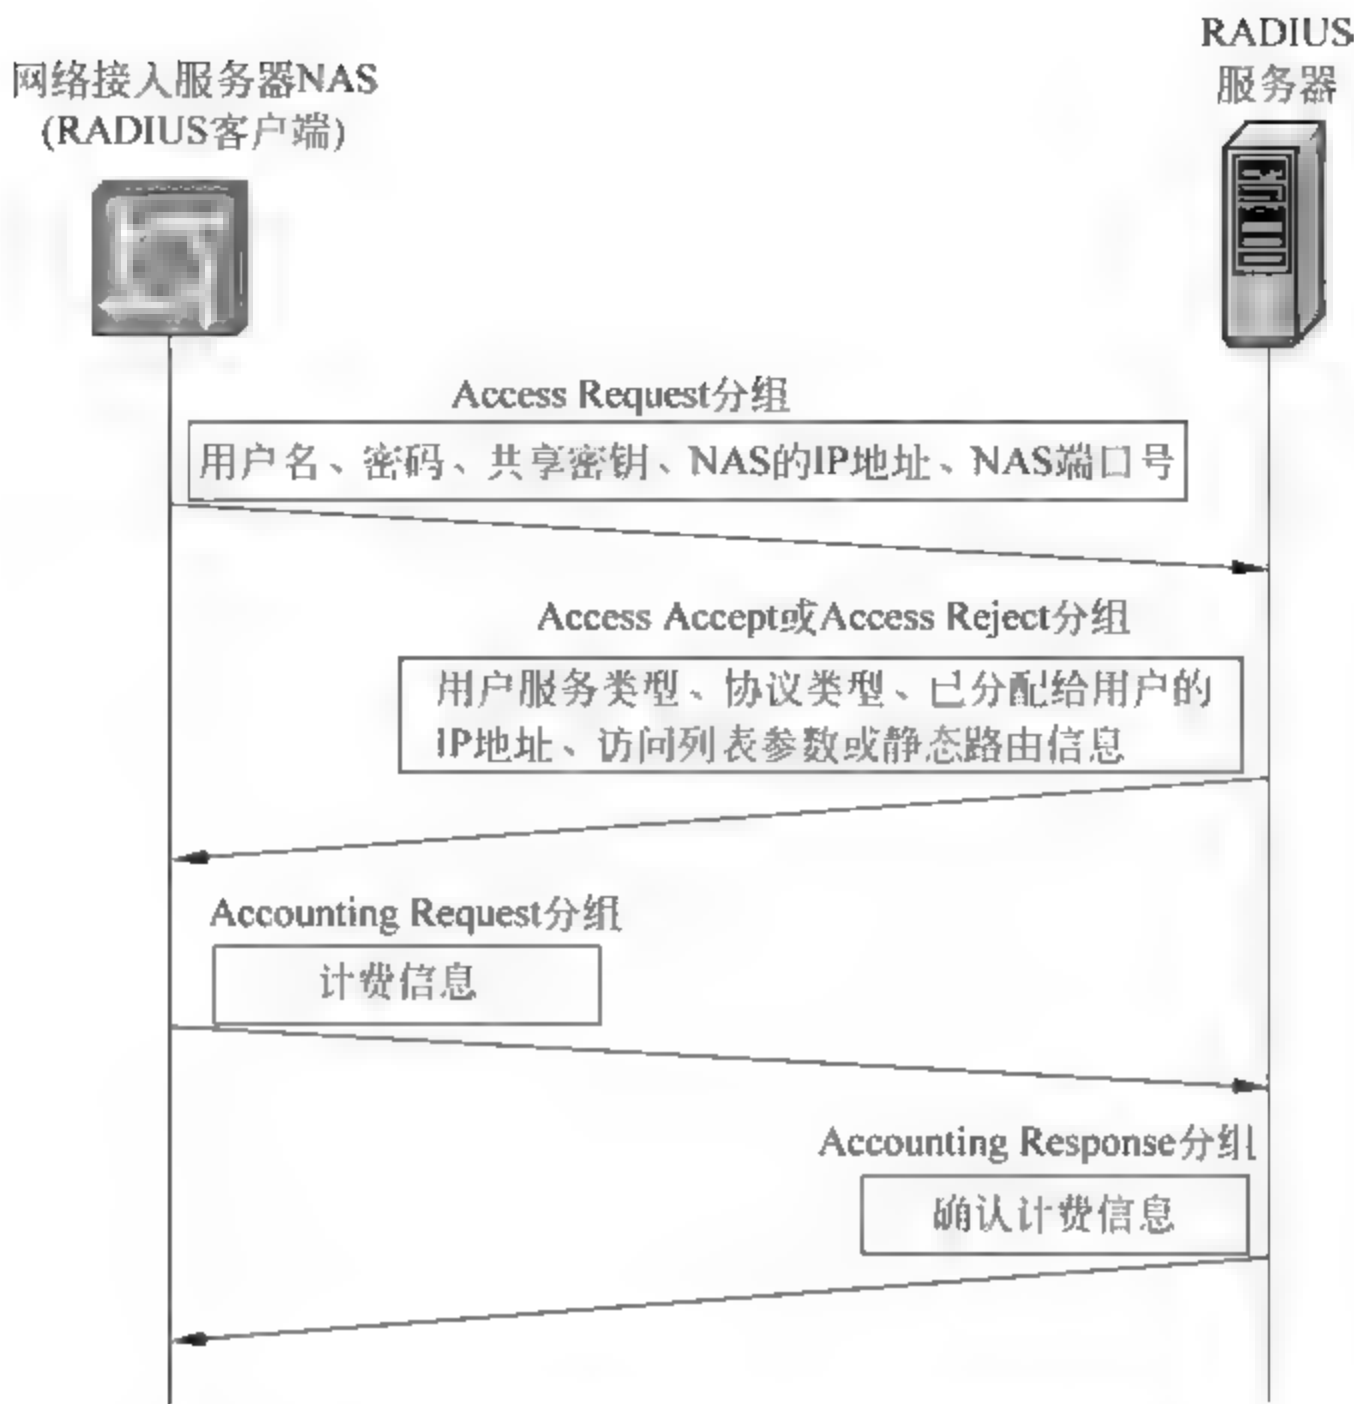 RADIUS
服务器
网络接入服务器NAS
(RADIUS客户端)
Access Request分组
用户名、密码、共享密钥、NAS的IP地址、NAS端口号
Access Accept或Access Reject分组
用户服务类型、协议类型、已分配给用户的
IP地址、访问列表参数或静态路由信息
Accounting Request分组
计费信息
Accounting Response分组
确认计费信息